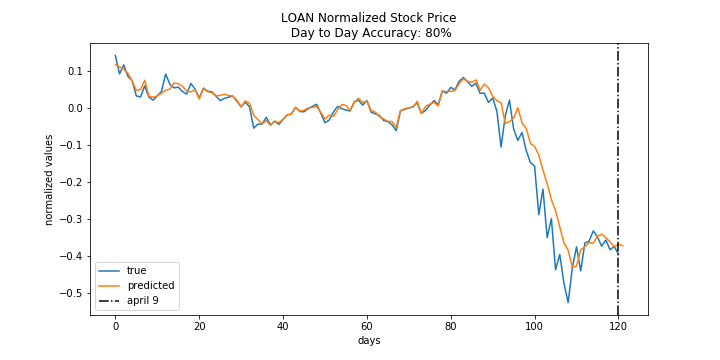 LOAN Normalized Stock Price
Day to Day Accuracy: 80%
normalized values
0.1
0.0
−0.1
−0.2
−0.3
−0.4
−0.5
true
predicted
april 9
0 20 40 60 80 100 120
days